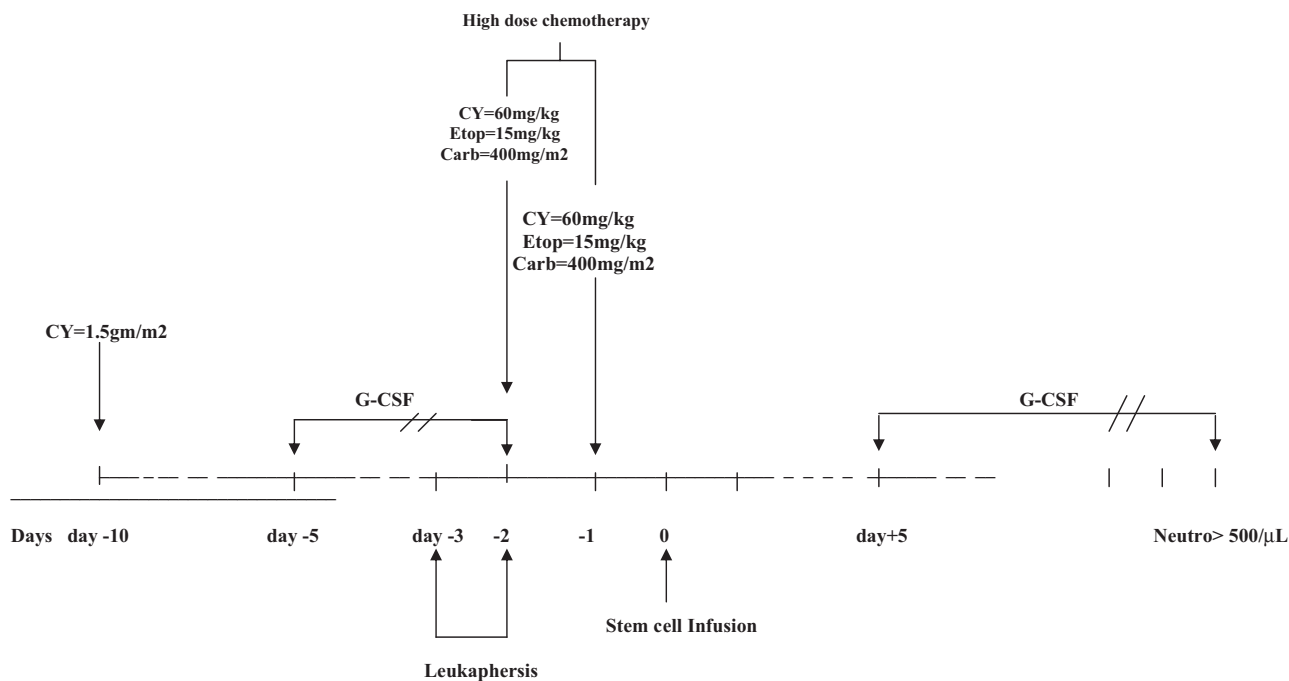 High dose chemotherapy
CY=60mg/kg
Etop=15mg/kg
Carb=400mg/m2
CY=60mg/kg
Etop=15mg/kg
Carb=400mg/m2
CY=1.5gm/m2
G-CSF
G-CSF
Days day -10 day -5 day -3 -2 -1 0 day+5 Neutro> 500/μL
Stem cell Infusion
Leukaphersis